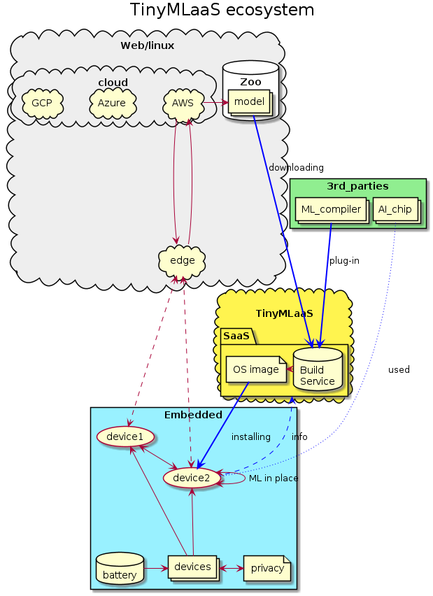 TinyMLaaS ecosystem
Web/linux
cloud
Zoo
GCP
Azure
AWS
model
downloading
3rd_parties
ML_compiler
AI_chip
edge
plug-in
TinyMLaaS
SaaS
OS image
Build
Service
used
Embedded
device1
installing
info
device2
ML in place
battery
devices
privacy